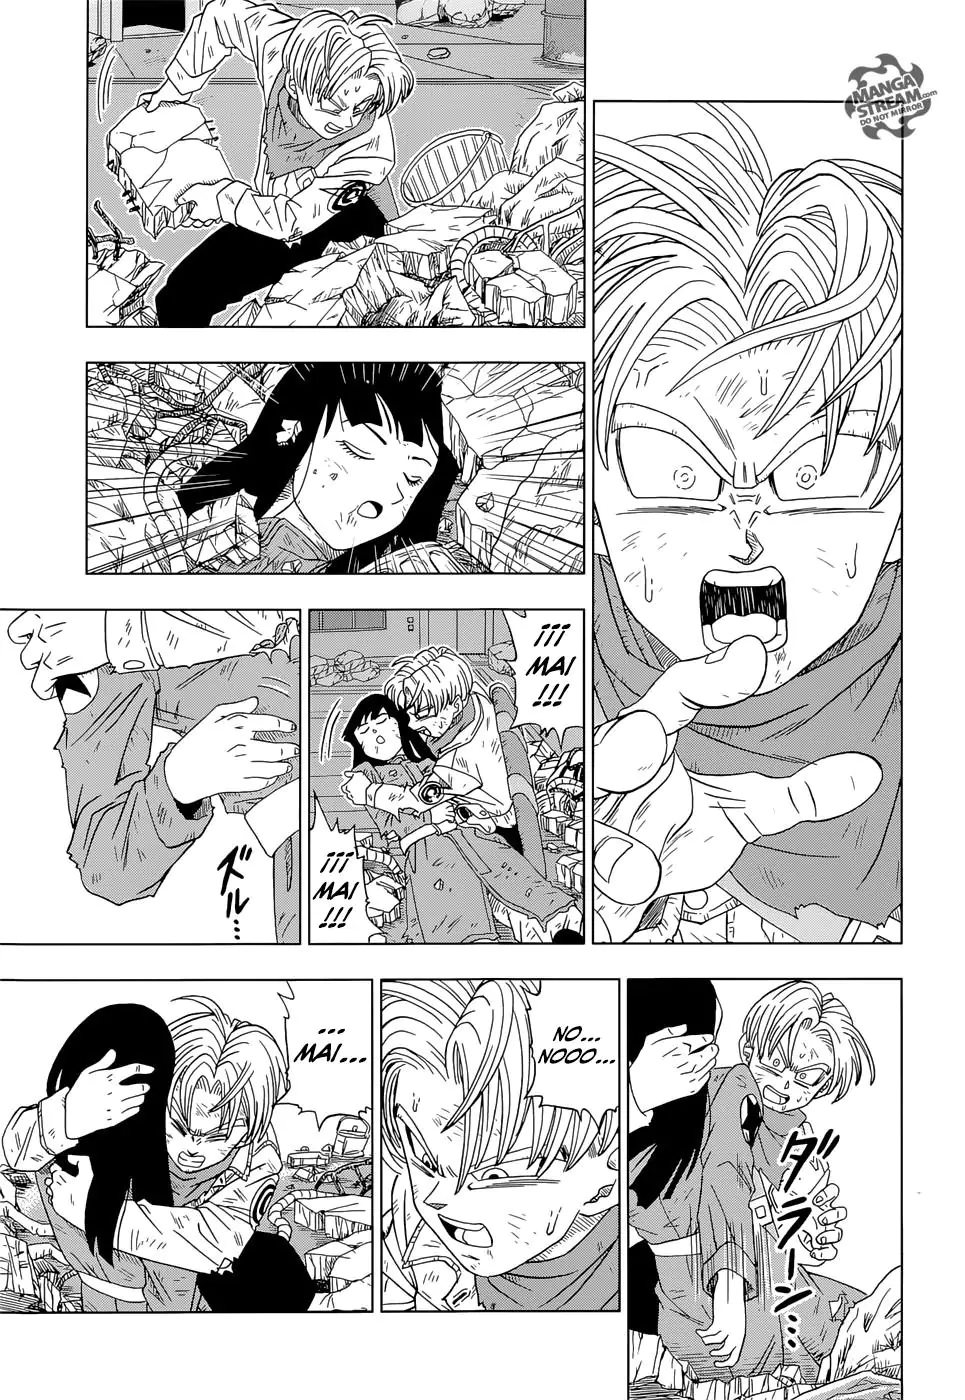 MANGA
STREAM.com
DO NOT MIRROR
¡¡¡
MAI
!!!
¡¡¡
MAI
!!!
ズル…
ダラーン…
NO...
NOOO...
¡¡¡
MAI...